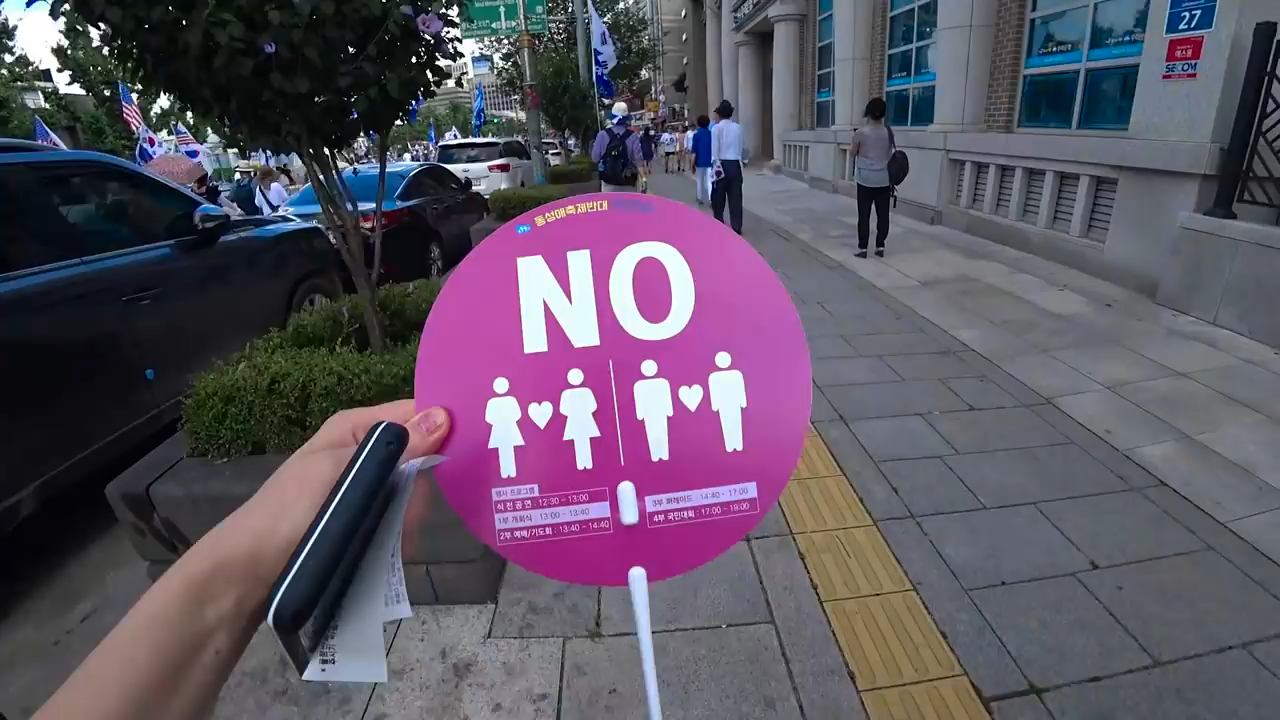 동성애축제반대
NO
행사 프로그램
식전공연 : 12:30 - 13:00
1부 개회식 : 13:00 - 13:40
2부 예배/기도회 : 13:40 - 14:40
3부 퍼레이드 : 14:40 - 17:00
4부 국민대회 : 17:00 - 19:00
27
에스원
SECOM